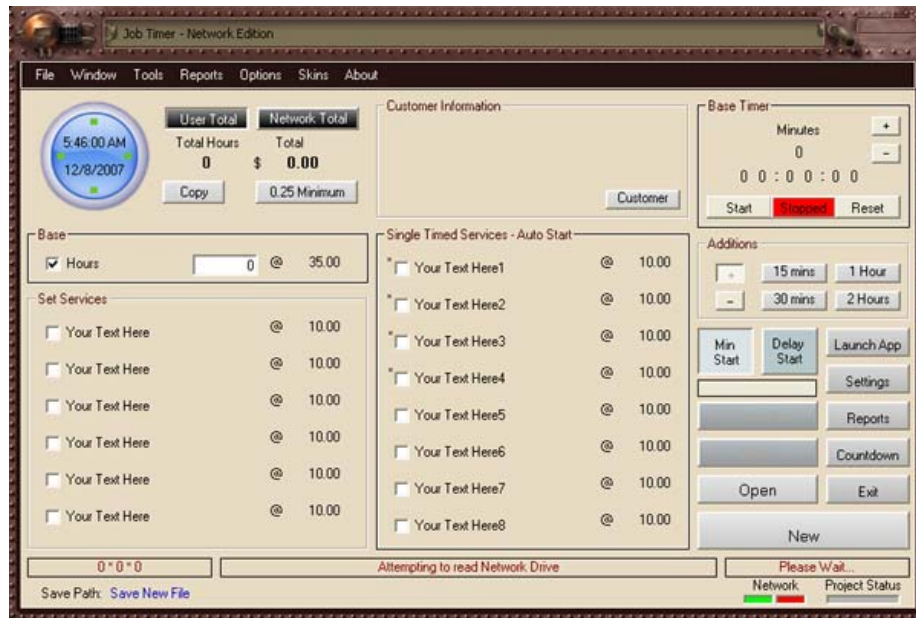 Job Timer - Network Edition
File Window Tools Reports Options Skins About
5:46:00 AM
12/8/2007
User Total Network Total
Total Hours Total
0 $ 0.00
Copy 0.25 Minimum
Customer Information
Customer
Base Timer
Minutes
0
+
-
0 0 : 0 0 : 0 0
Start Stopped Reset
Base
Hours 0 @ 35.00
Set Services
Your Text Here @ 10.00
Your Text Here @ 10.00
Your Text Here @ 10.00
Your Text Here @ 10.00
Your Text Here @ 10.00
Your Text Here @ 10.00
Single Timed Services - Auto Start
* Your Text Here1 @ 10.00
* Your Text Here2 @ 10.00
* Your Text Here3 @ 10.00
* Your Text Here4 @ 10.00
Your Text Here5 @ 10.00
Your Text Here6 @ 10.00
Your Text Here7 @ 10.00
Your Text Here8 @ 10.00
Additions
+ 15 mins 1 Hour
- 30 mins 2 Hours
Min Start
Delay Start
Launch App
Settings
Reports
Countdown
Open Exit
New
0 * 0 * 0
Attempting to read Network Drive
Please Wait...
Save Path: Save New File
Network Project Status